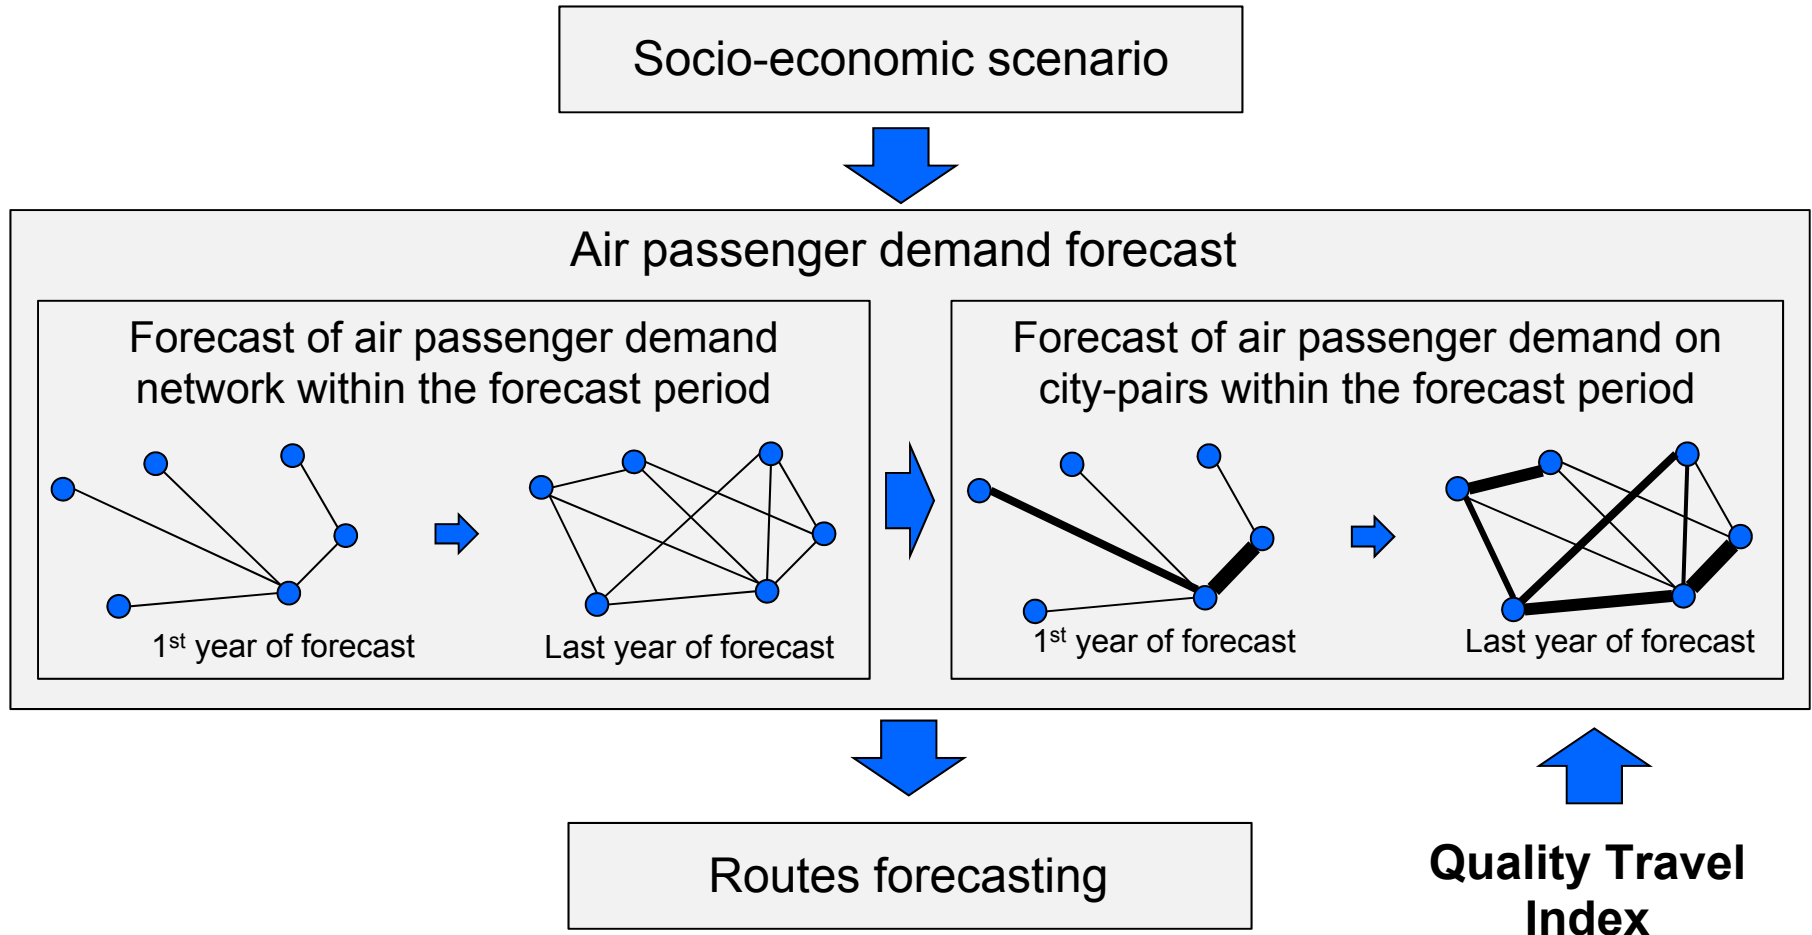 Socio-economic scenario
Air passenger demand forecast
Forecast of air passenger demand
network within the forecast period
1st year of forecast
Last year of forecast
Forecast of air passenger demand on
city-pairs within the forecast period
1st year of forecast
Last year of forecast
Routes forecasting
Quality Travel
Index